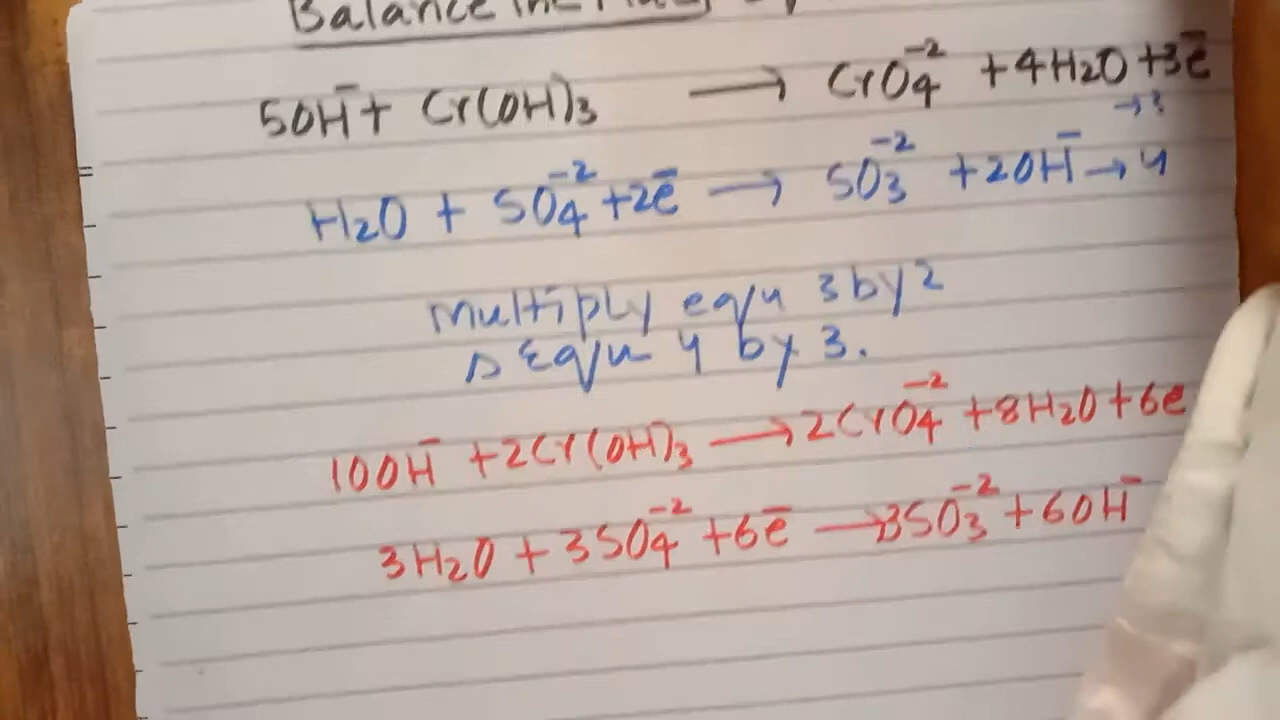 Balance the
5OH⁻ + Cr(OH)3 → CrO4⁻² + 4H2O + 3e⁻
→ 3
H2O + SO4⁻² + 2e⁻ → SO3⁻² + 2OH⁻ → 4
multiply equ 3 by 2
s Equ 4 by 3.
10OH⁻ + 2Cr(OH)3 → 2CrO4⁻² + 8H2O + 6e
3H2O + 3SO4⁻² + 6e⁻ → 3SO3⁻² + 6OH⁻